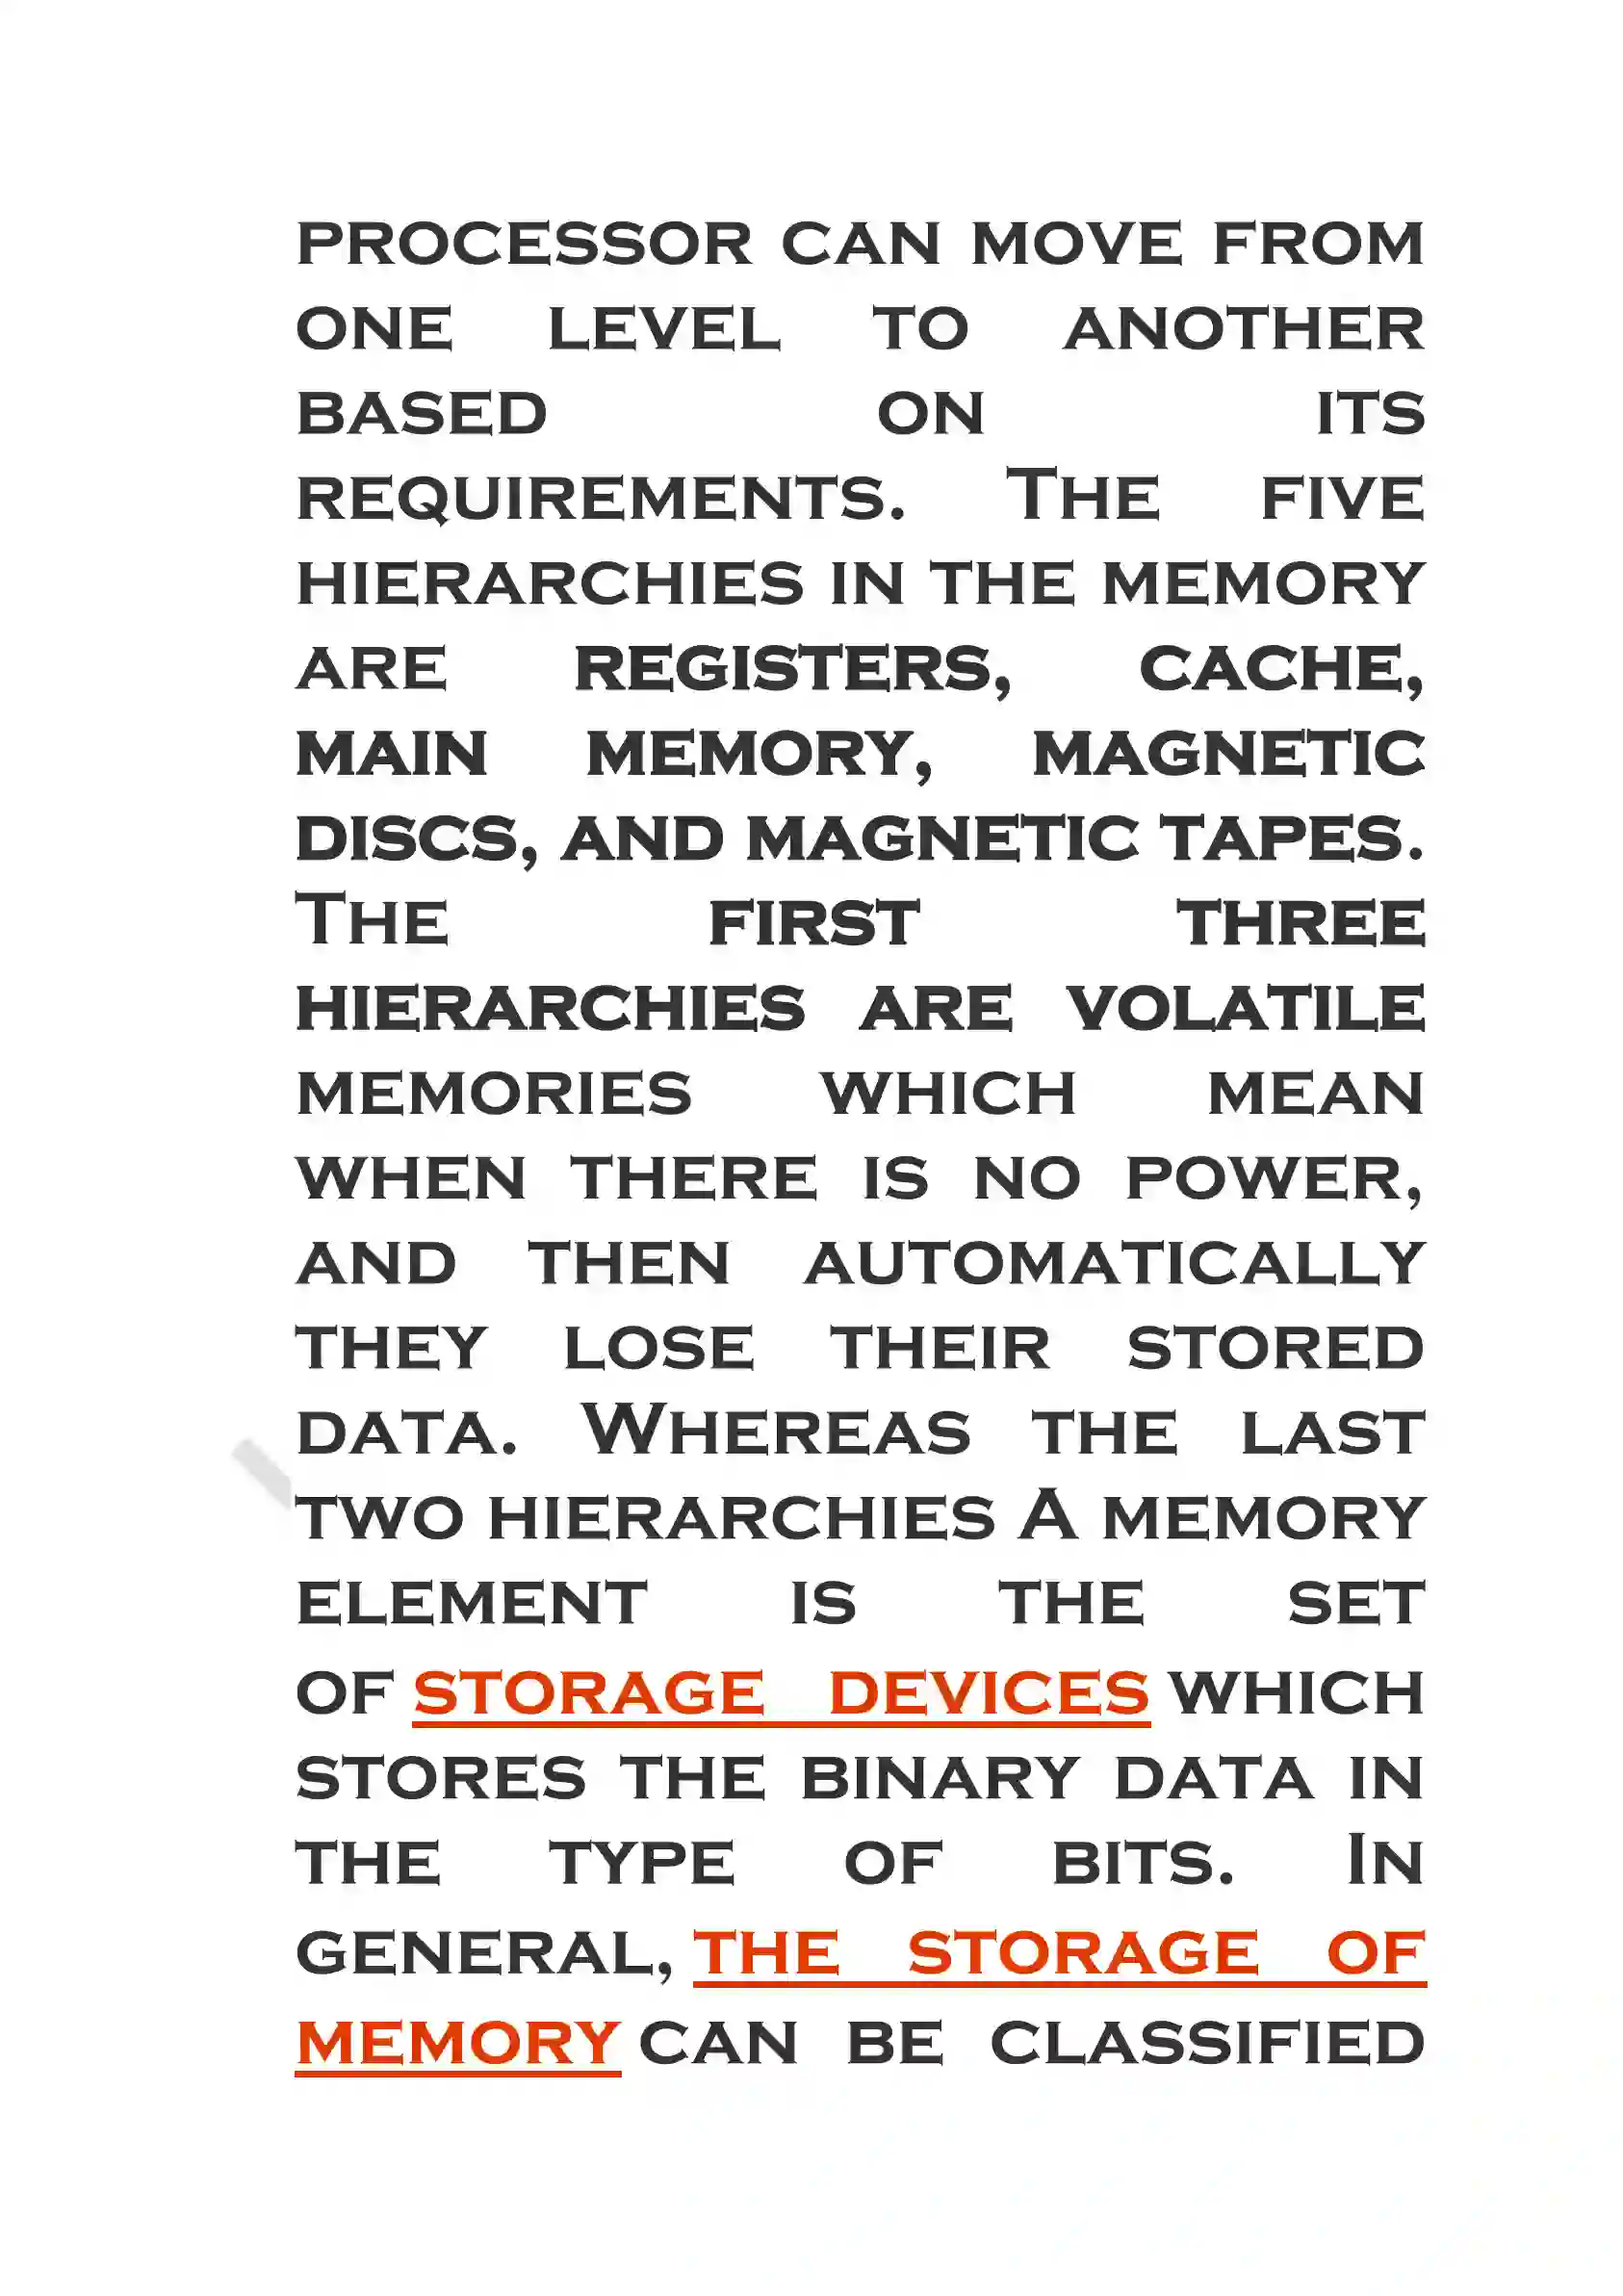 PROCESSOR CAN MOVE FROM
ONE LEVEL TO ANOTHER
BASED ON ITS
REQUIREMENTS. THE FIVE
HIERARCHIES IN THE MEMORY
ARE REGISTERS, CACHE,
MAIN MEMORY, MAGNETIC
DISCS, AND MAGNETIC TAPES.
THE FIRST THREE
HIERARCHIES ARE VOLATILE
MEMORIES WHICH MEAN
WHEN THERE IS NO POWER,
AND THEN AUTOMATICALLY
THEY LOSE THEIR STORED
DATA. WHEREAS THE LAST
TWO HIERARCHIES A MEMORY
ELEMENT IS THE SET
OF STORAGE DEVICES WHICH
STORES THE BINARY DATA IN
THE TYPE OF BITS. IN
GENERAL, THE STORAGE OF
MEMORY CAN BE CLASSIFIED